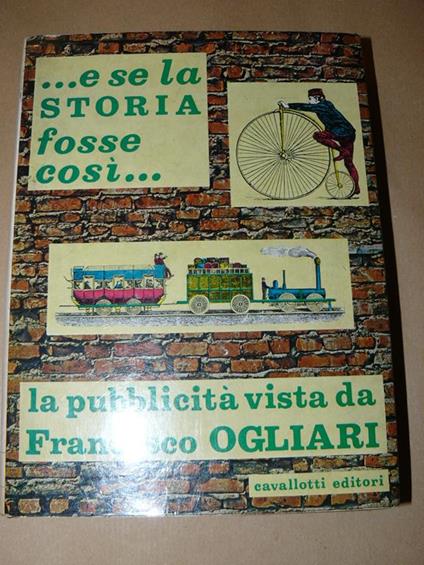 ...e se la
STORIA
fosse
così...
la pubblicità vista da
Francesco OGLIARI
cavallotti editori